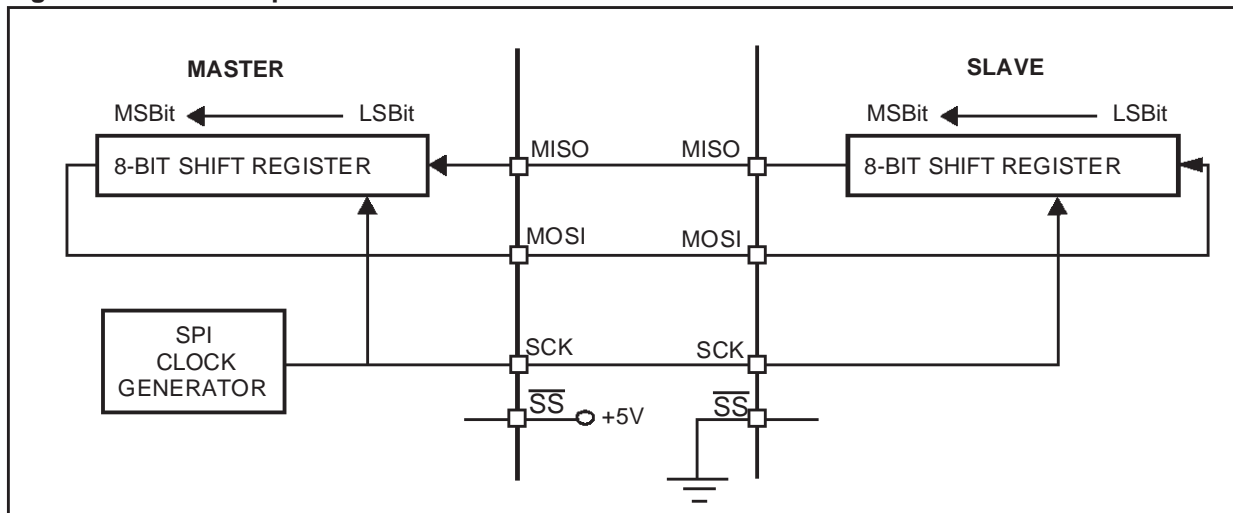 MASTER
SLAVE
MSBit LSBit
MSBit LSBit
8-BIT SHIFT REGISTER
MISO
MISO
8-BIT SHIFT REGISTER
MOSI
MOSI
SPI
CLOCK
GENERATOR
SCK
SCK
SS
+5V
SS